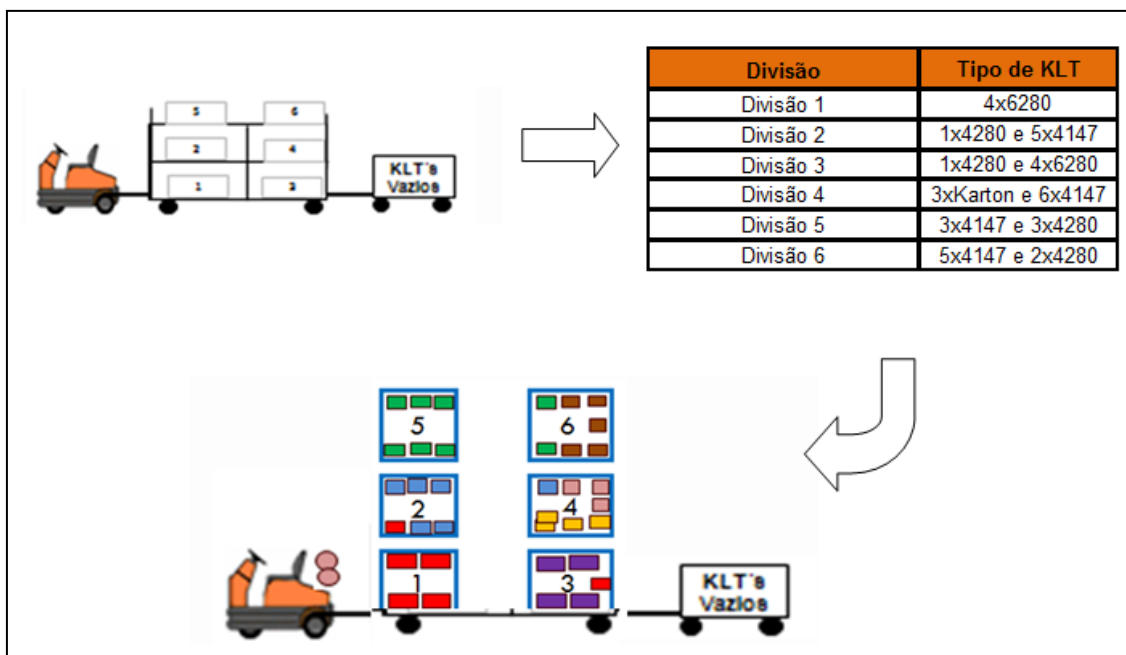 5 6
2 4
1 3
KLT´s
Vazios
Divisão Tipo de KLT
Divisão 1 4x6280
Divisão 2 1x4280 e 5x4147
Divisão 3 1x4280 e 4x6280
Divisão 4 3xKarton e 6x4147
Divisão 5 3x4147 e 3x4280
Divisão 6 5x4147 e 2x4280
5 6
2 4
1 3
KLT´s
Vazios